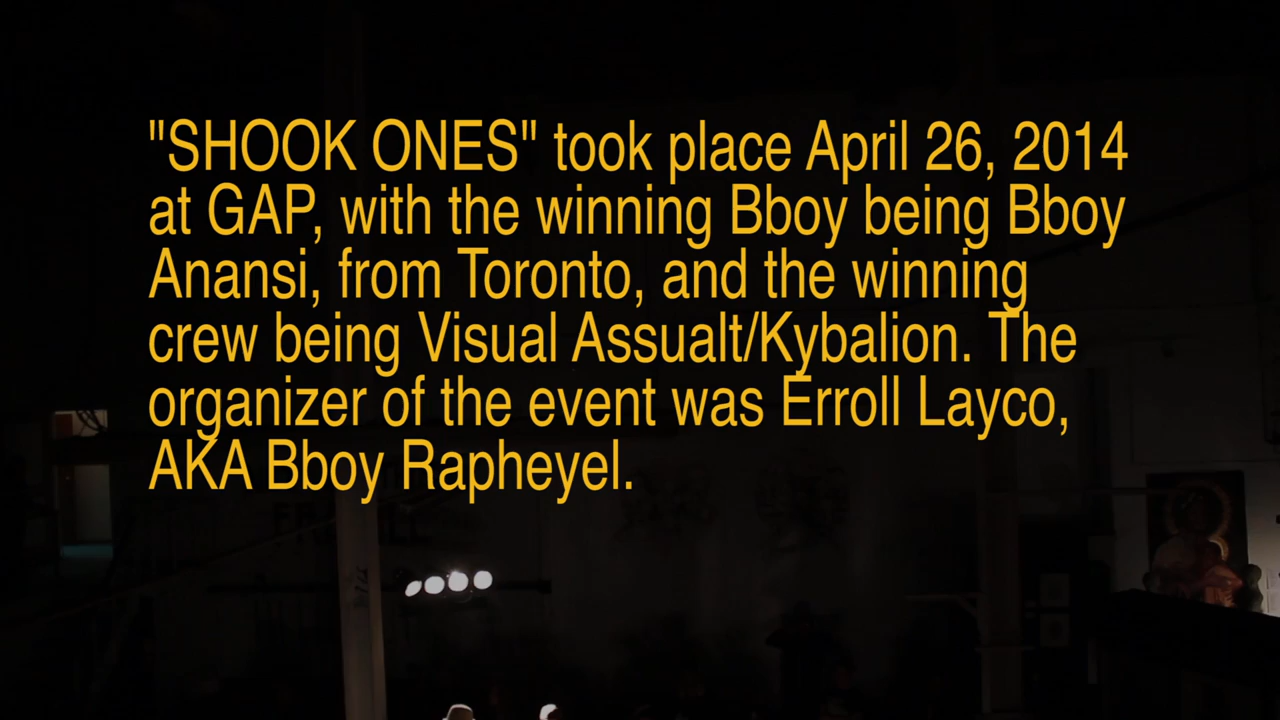 "SHOOK ONES" took place April 26, 2014
at GAP, with the winning Bboy being Bboy
Anansi, from Toronto, and the winning
crew being Visual Assualt/Kybalion. The
organizer of the event was Erroll Layco,
AKA Bboy Rapheyel.